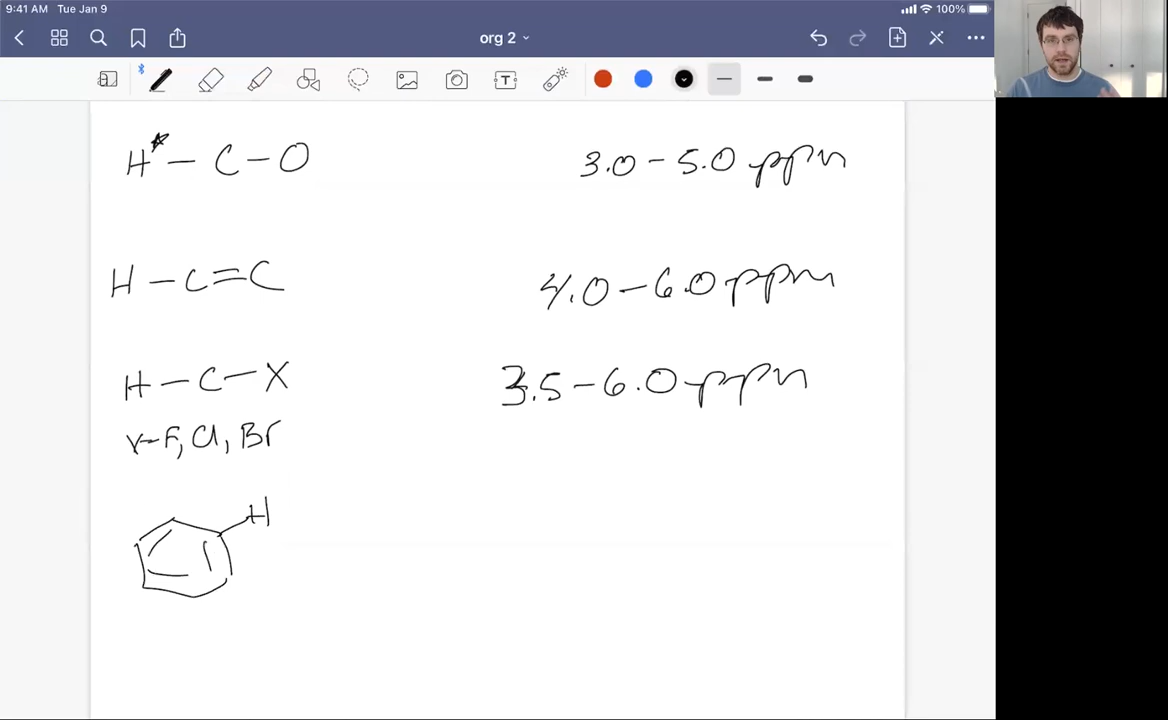 9:41 AM Tue Jan 9
100%
org 2
T
H* — C — O 3.0 – 5.0 ppm
H — C = C 4.0 – 6.0 ppm
H — C — X 3.5 – 6.0 ppm
X = F, Cl, Br
H